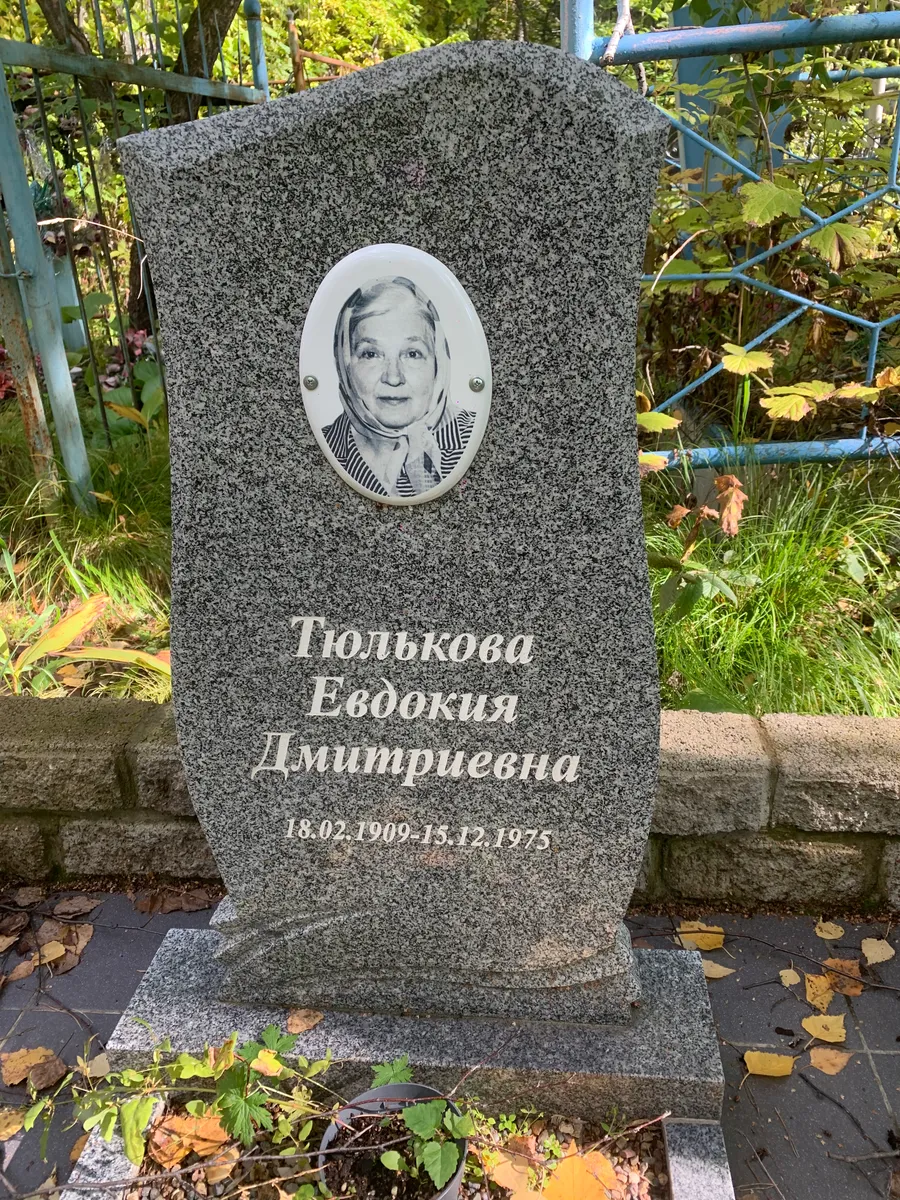 Тюлькова
Евдокия
Дмитриевна
18.02.1909-15.12.1975